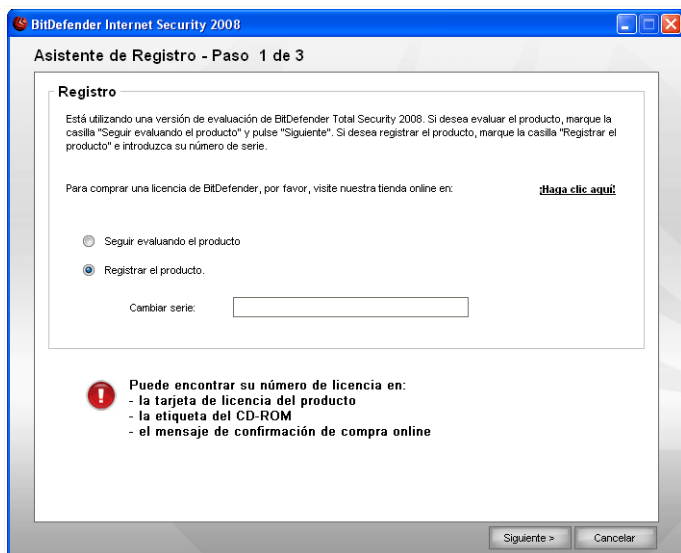 BitDefender Internet Security 2008
Asistente de Registro - Paso 1 de 3
Registro
Está utilizando una versión de evaluación de BitDefender Total Security 2008. Si desea evaluar el producto, marque la
casilla "Seguir evaluando el producto" y pulse "Siguiente". Si desea registrar el producto, marque la casilla "Registrar el
producto" e introduzca su número de serie.
Para comprar una licencia de BitDefender, por favor, visite nuestra tienda online en: ¡Haga clic aquí!
Seguir evaluando el producto
Registrar el producto.
Cambiar serie:
Puede encontrar su número de licencia en:
- la tarjeta de licencia del producto
- la etiqueta del CD-ROM
- el mensaje de confirmación de compra online
Siguiente > Cancelar